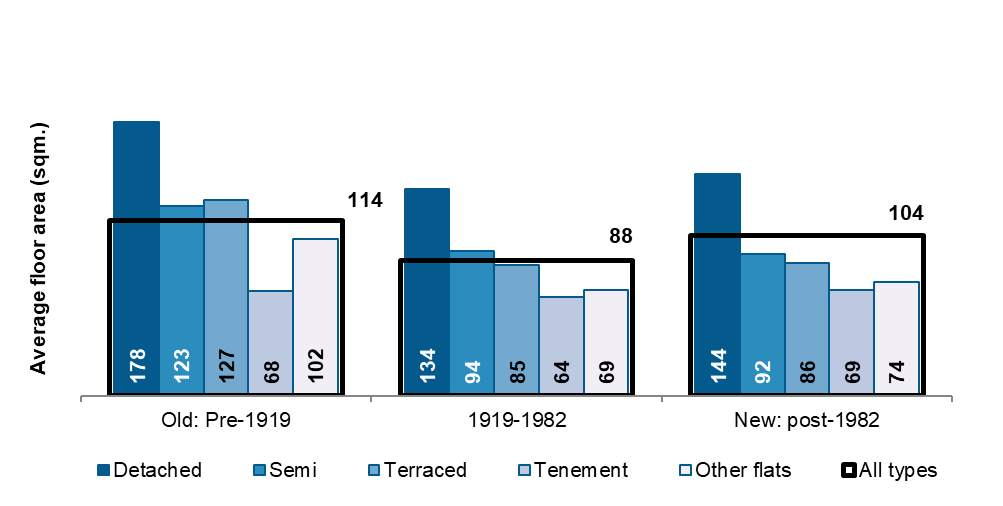 Average floor area (sqm.)
114
88
104
178 123 127 68 102
134 94 85 64 69
144 92 86 69 74
Old: Pre-1919 1919-1982 New: post-1982
Detached Semi Terraced Tenement Other flats All types